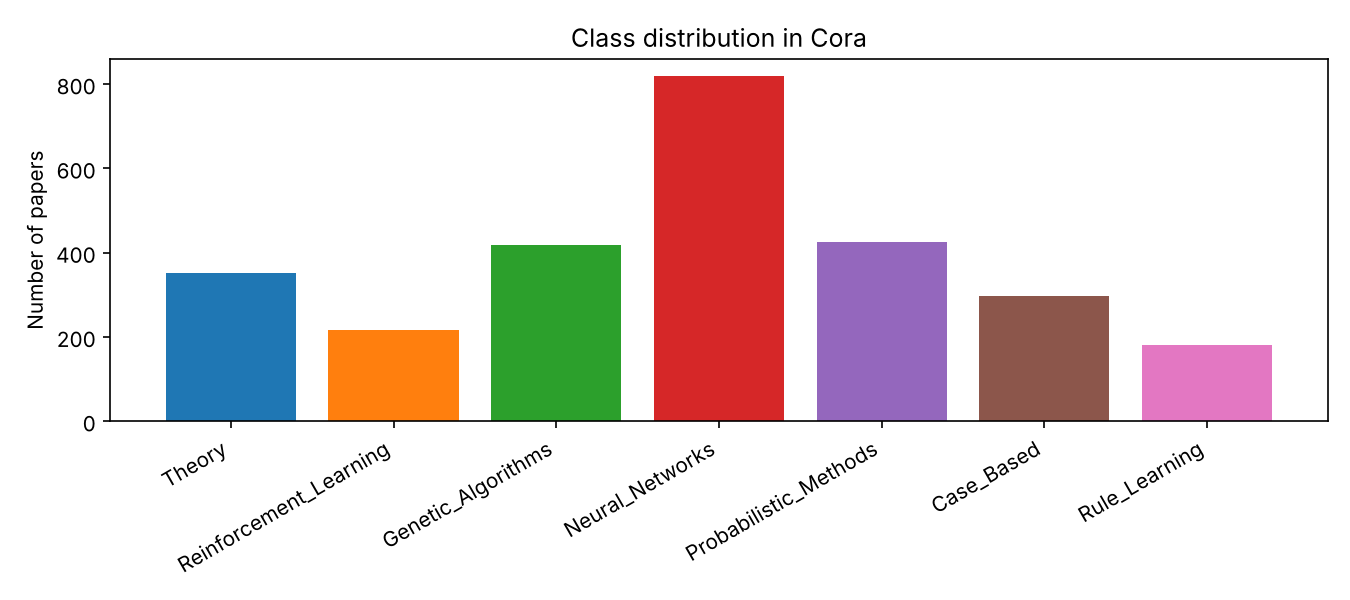 Class distribution in Cora
Number of papers
800
600
400
200
0
Theory
Reinforcement_Learning
Genetic_Algorithms
Neural_Networks
Probabilistic_Methods
Case_Based
Rule_Learning